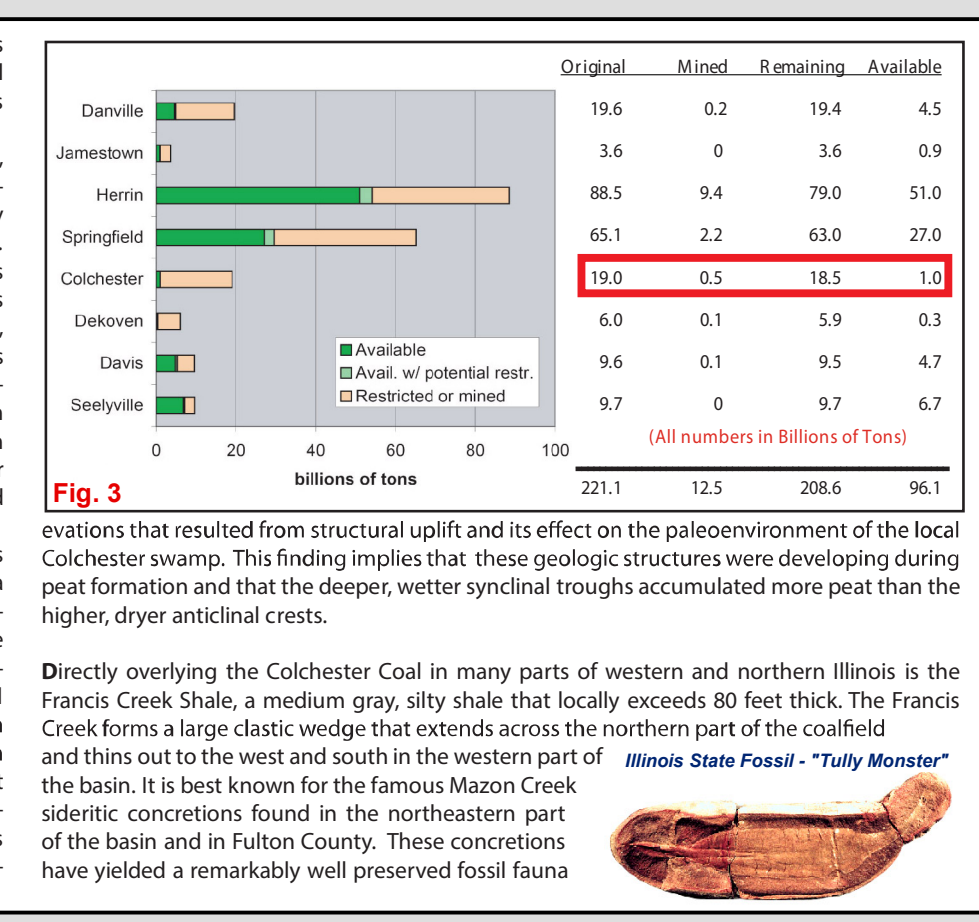 Original Mined Remaining Available
Danville 19.6 0.2 19.4 4.5
Jamestown 3.6 0 3.6 0.9
Herrin 88.5 9.4 79.0 51.0
Springfield 65.1 2.2 63.0 27.0
Colchester 19.0 0.5 18.5 1.0
Dekoven 6.0 0.1 5.9 0.3
Davis 9.6 0.1 9.5 4.7
Seelyville 9.7 0 9.7 6.7
Available
Avail. w/ potential restr.
Restricted or mined
0 20 40 60 80 100
billions of tons
(All numbers in Billions of Tons)
221.1 12.5 208.6 96.1
Fig. 3
evations that resulted from structural uplift and its effect on the paleoenvironment of the local
Colchester swamp. This finding implies that these geologic structures were developing during
peat formation and that the deeper, wetter synclinal troughs accumulated more peat than the
higher, dryer anticlinal crests.
Directly overlying the Colchester Coal in many parts of western and northern Illinois is the
Francis Creek Shale, a medium gray, silty shale that locally exceeds 80 feet thick. The Francis
Creek forms a large clastic wedge that extends across the northern part of the coalfield
and thins out to the west and south in the western part of
the basin. It is best known for the famous Mazon Creek
sideritic concretions found in the northeastern part
of the basin and in Fulton County. These concretions
have yielded a remarkably well preserved fossil fauna
Illinois State Fossil - "Tully Monster"